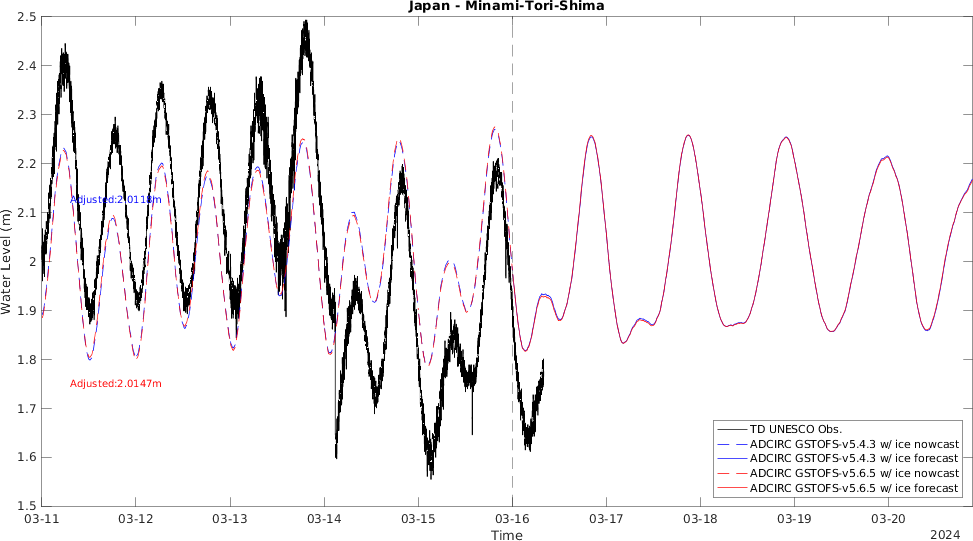 Japan - Minami-Tori-Shima
2.5
2.4
2.3
2.2
2.1
2
1.9
1.8
1.7
1.6
1.5
Water Level (m)
Adjusted:2.0118m
Adjusted:2.0147m
TD UNESCO Obs.
ADCIRC GSTOFS-v5.4.3 w/ ice nowcast
ADCIRC GSTOFS-v5.4.3 w/ ice forecast
ADCIRC GSTOFS-v5.6.5 w/ ice nowcast
ADCIRC GSTOFS-v5.6.5 w/ ice forecast
03-11 03-12 03-13 03-14 03-15 03-16 03-17 03-18 03-19 03-20
Time
2024